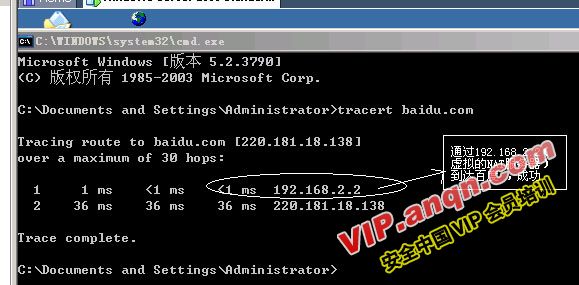 C:\WINDOWS\system32\cmd.exe
Microsoft Windows [版本 5.2.3790]
(C) 版权所有 1985-2003 Microsoft Corp.
C:\Documents and Settings\Administrator>tracert baidu.com
Tracing route to baidu.com [220.181.18.138]
over a maximum of 30 hops:
1 1 ms <1 ms <1 ms 192.168.2.2
2 36 ms 36 ms 36 ms 220.181.18.138
Trace complete.
C:\Documents and Settings\Administrator>
通过192.168.2
虚拟的NAT
到达百 成功
VIP.anqn.com
安全中国 VIP 会员培训